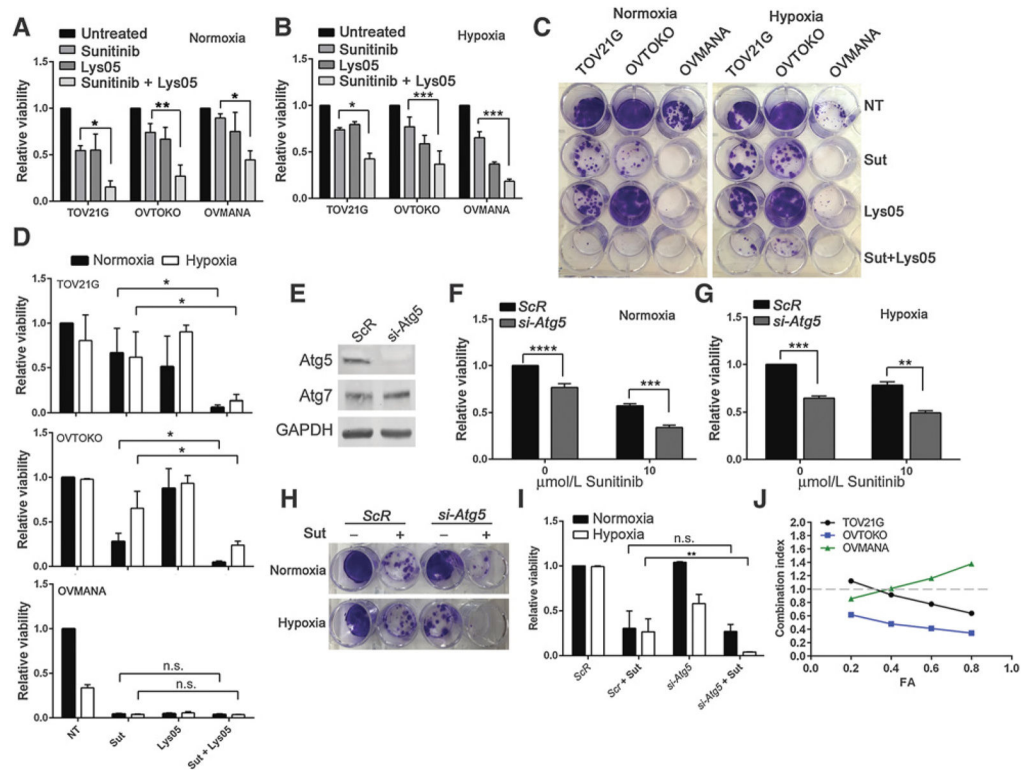 A
Untreated
Sunitinib
Lys05
Sunitinib + Lys05
Normoxia
Relative viability
1.5
1.0
0.5
0.0
*
**
*
TOV21G OVTOKO OVMANA
B
Untreated
Sunitinib
Lys05
Sunitinib + Lys05
Hypoxia
Relative viability
1.5
1.0
0.5
0.0
*
***
***
TOV21G OVTOKO OVMANA
C
Normoxia Hypoxia
TOV21G OVTOKO OVMANA TOV21G OVTOKO OVMANA
NT
Sut
Lys05
Sut+Lys05
D
Normoxia Hypoxia
TOV21G
Relative viability
1.5
1.0
0.5
0.0
*
*
OVTOKO
Relative viability
1.5
1.0
0.5
0.0
*
*
OVMANA
Relative viability
1.5
1.0
0.5
0.0
n.s.
n.s.
NT Sut Lys05 Sut + Lys05
E
ScR si-Atg5
Atg5
Atg7
GAPDH
F
ScR
si-Atg5
Normoxia
Relative viability
1.5
1.0
0.5
0.0
****
***
0 10
μmol/L Sunitinib
G
ScR
si-Atg5
Hypoxia
Relative viability
1.5
1.0
0.5
0.0
***
**
0 10
μmol/L Sunitinib
H
ScR si-Atg5
Sut – + – +
Normoxia
Hypoxia
I
Normoxia
Hypoxia
Relative viability
1.5
1.0
0.5
0.0
n.s.
**
ScR Scr + Sut si-Atg5 si-Atg5 + Sut
J
TOV21G
OVTOKO
OVMANA
Combination index
2.0
1.8
1.6
1.4
1.2
1.0
0.8
0.6
0.4
0.2
0.0
0.0 0.2 0.4 0.6 0.8 1.0
FA